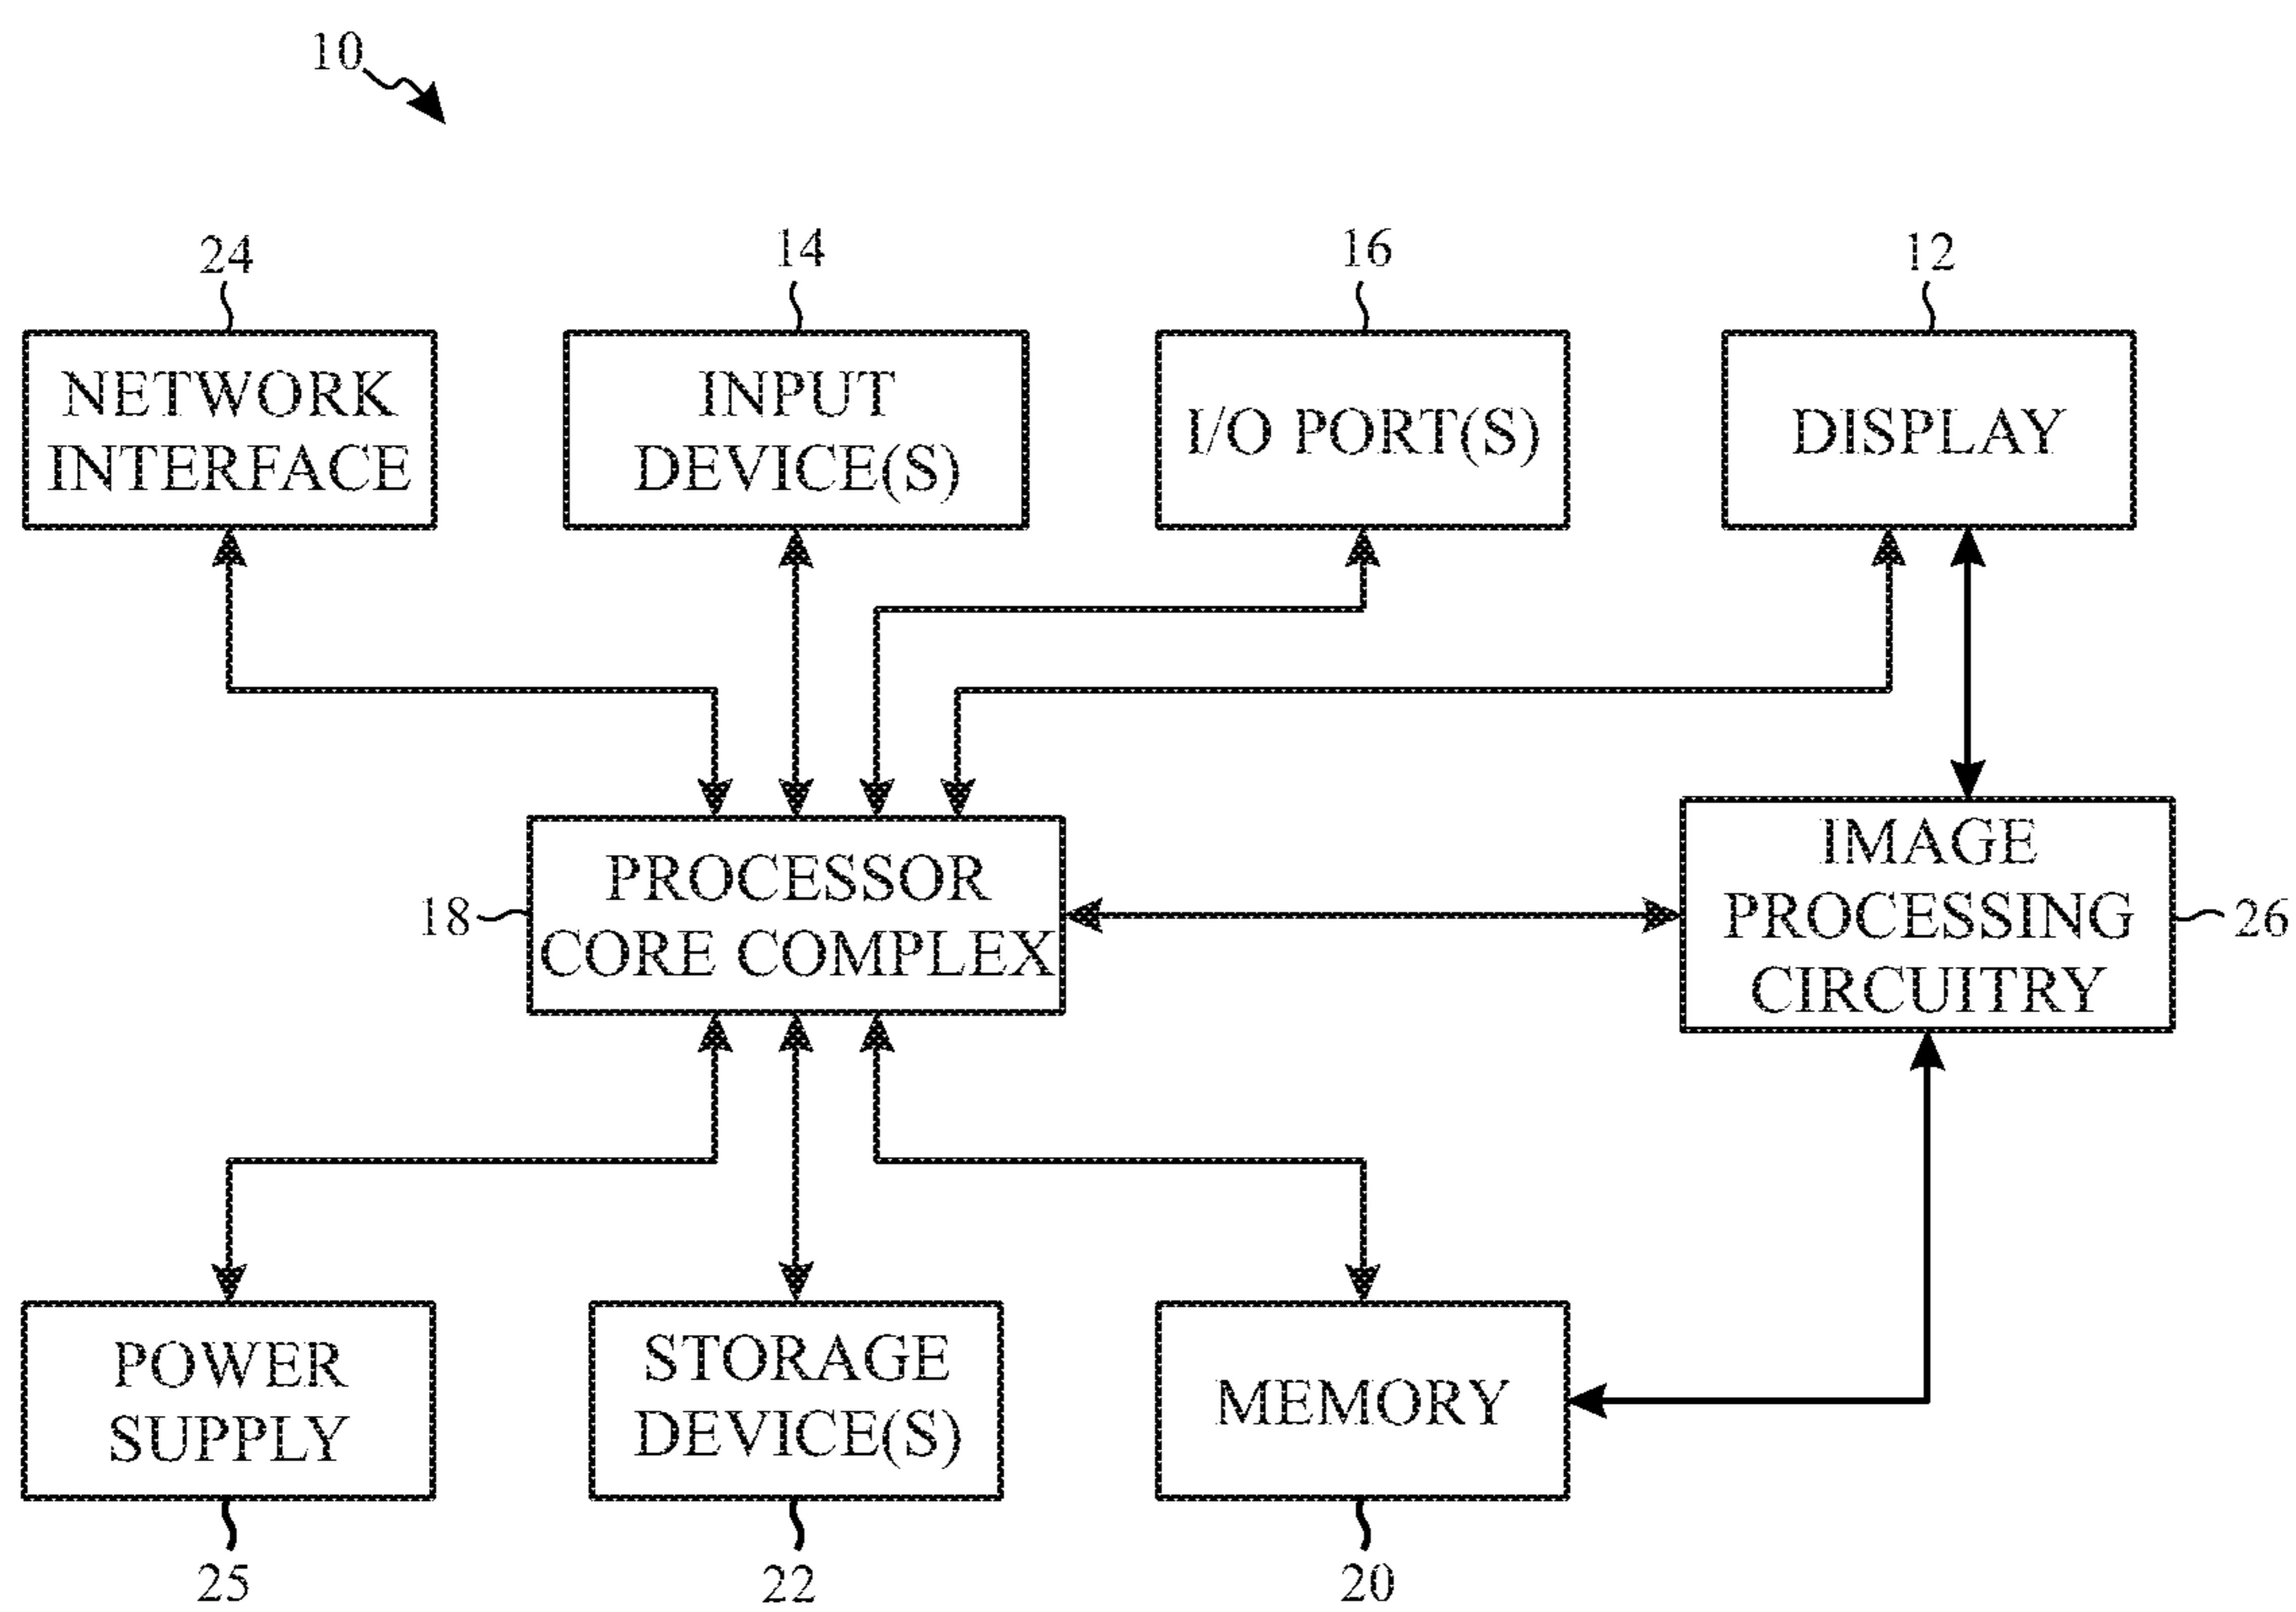 10
24
14
16
12
NETWORK
INTERFACE
INPUT
DEVICE(S)
I/O PORT(S)
DISPLAY
18
PROCESSOR
CORE COMPLEX
IMAGE
PROCESSING
CIRCUITRY
26
POWER
SUPPLY
STORAGE
DEVICE(S)
MEMORY
25
22
20